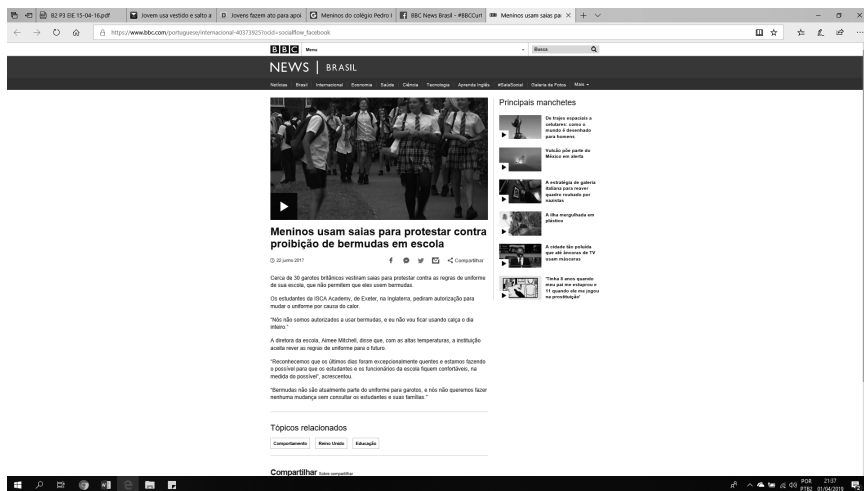 B2 P3 EIE 15-04-16.pdf
Jovem usa vestido e salto a
Jovens fazem ato para apoi
Meninos do colégio Pedro I
BBC News Brasil - #BBCCurt
Meninos usam saias pa
https://www.bbc.com/portuguese/internacional-40373925?ocid=socialflow_facebook
BBC Menu Busca
NEWS | BRASIL
Notícias Brasil Internacional Economia Saúde Ciência Tecnologia Aprenda Inglês #SalaSocial Galeria de Fotos Mais
Meninos usam saias para protestar contra
proibição de bermudas em escola
22 junho 2017 Compartilhar
Cerca de 30 garotos britânicos vestiram saias para protestar contra as regras de uniforme
de sua escola, que não permitem que eles usem bermudas.
Os estudantes da ISCA Academy, de Exeter, na Inglaterra, pediram autorização para
mudar o uniforme por causa do calor.
"Nós não somos autorizados a usar bermudas, e eu não vou ficar usando calça o dia
inteiro."
A diretora da escola, Aimee Mitchell, disse que, com as altas temperaturas, a instituição
aceita rever as regras de uniforme para o futuro.
"Reconhecemos que os últimos dias foram excepcionalmente quentes e estamos fazendo
o possível para que os estudantes e os funcionários da escola fiquem confortáveis, na
medida do possível", acrescentou.
"Bermudas não são atualmente parte do uniforme para garotos, e nós não queremos fazer
nenhuma mudança sem consultar os estudantes e suas famílias."
Tópicos relacionados
Comportamento Reino Unido Educação
Compartilhar Sobre compartilhar
Principais manchetes
De trajes espaciais a
celulares: como o
mundo é desenhado
para homens
Vulcão põe parte do
México em alerta
A estratégia de galeria
italiana para reaver
quadro roubado por
nazistas
A ilha mergulhada em
plástico
A cidade tão poluída
que até âncoras de TV
usam máscaras
'Tinha 8 anos quando
meu pai me estuprou e
11 quando ele me jogou
na prostituição'
POR
PTB2
21:37
01/04/2019